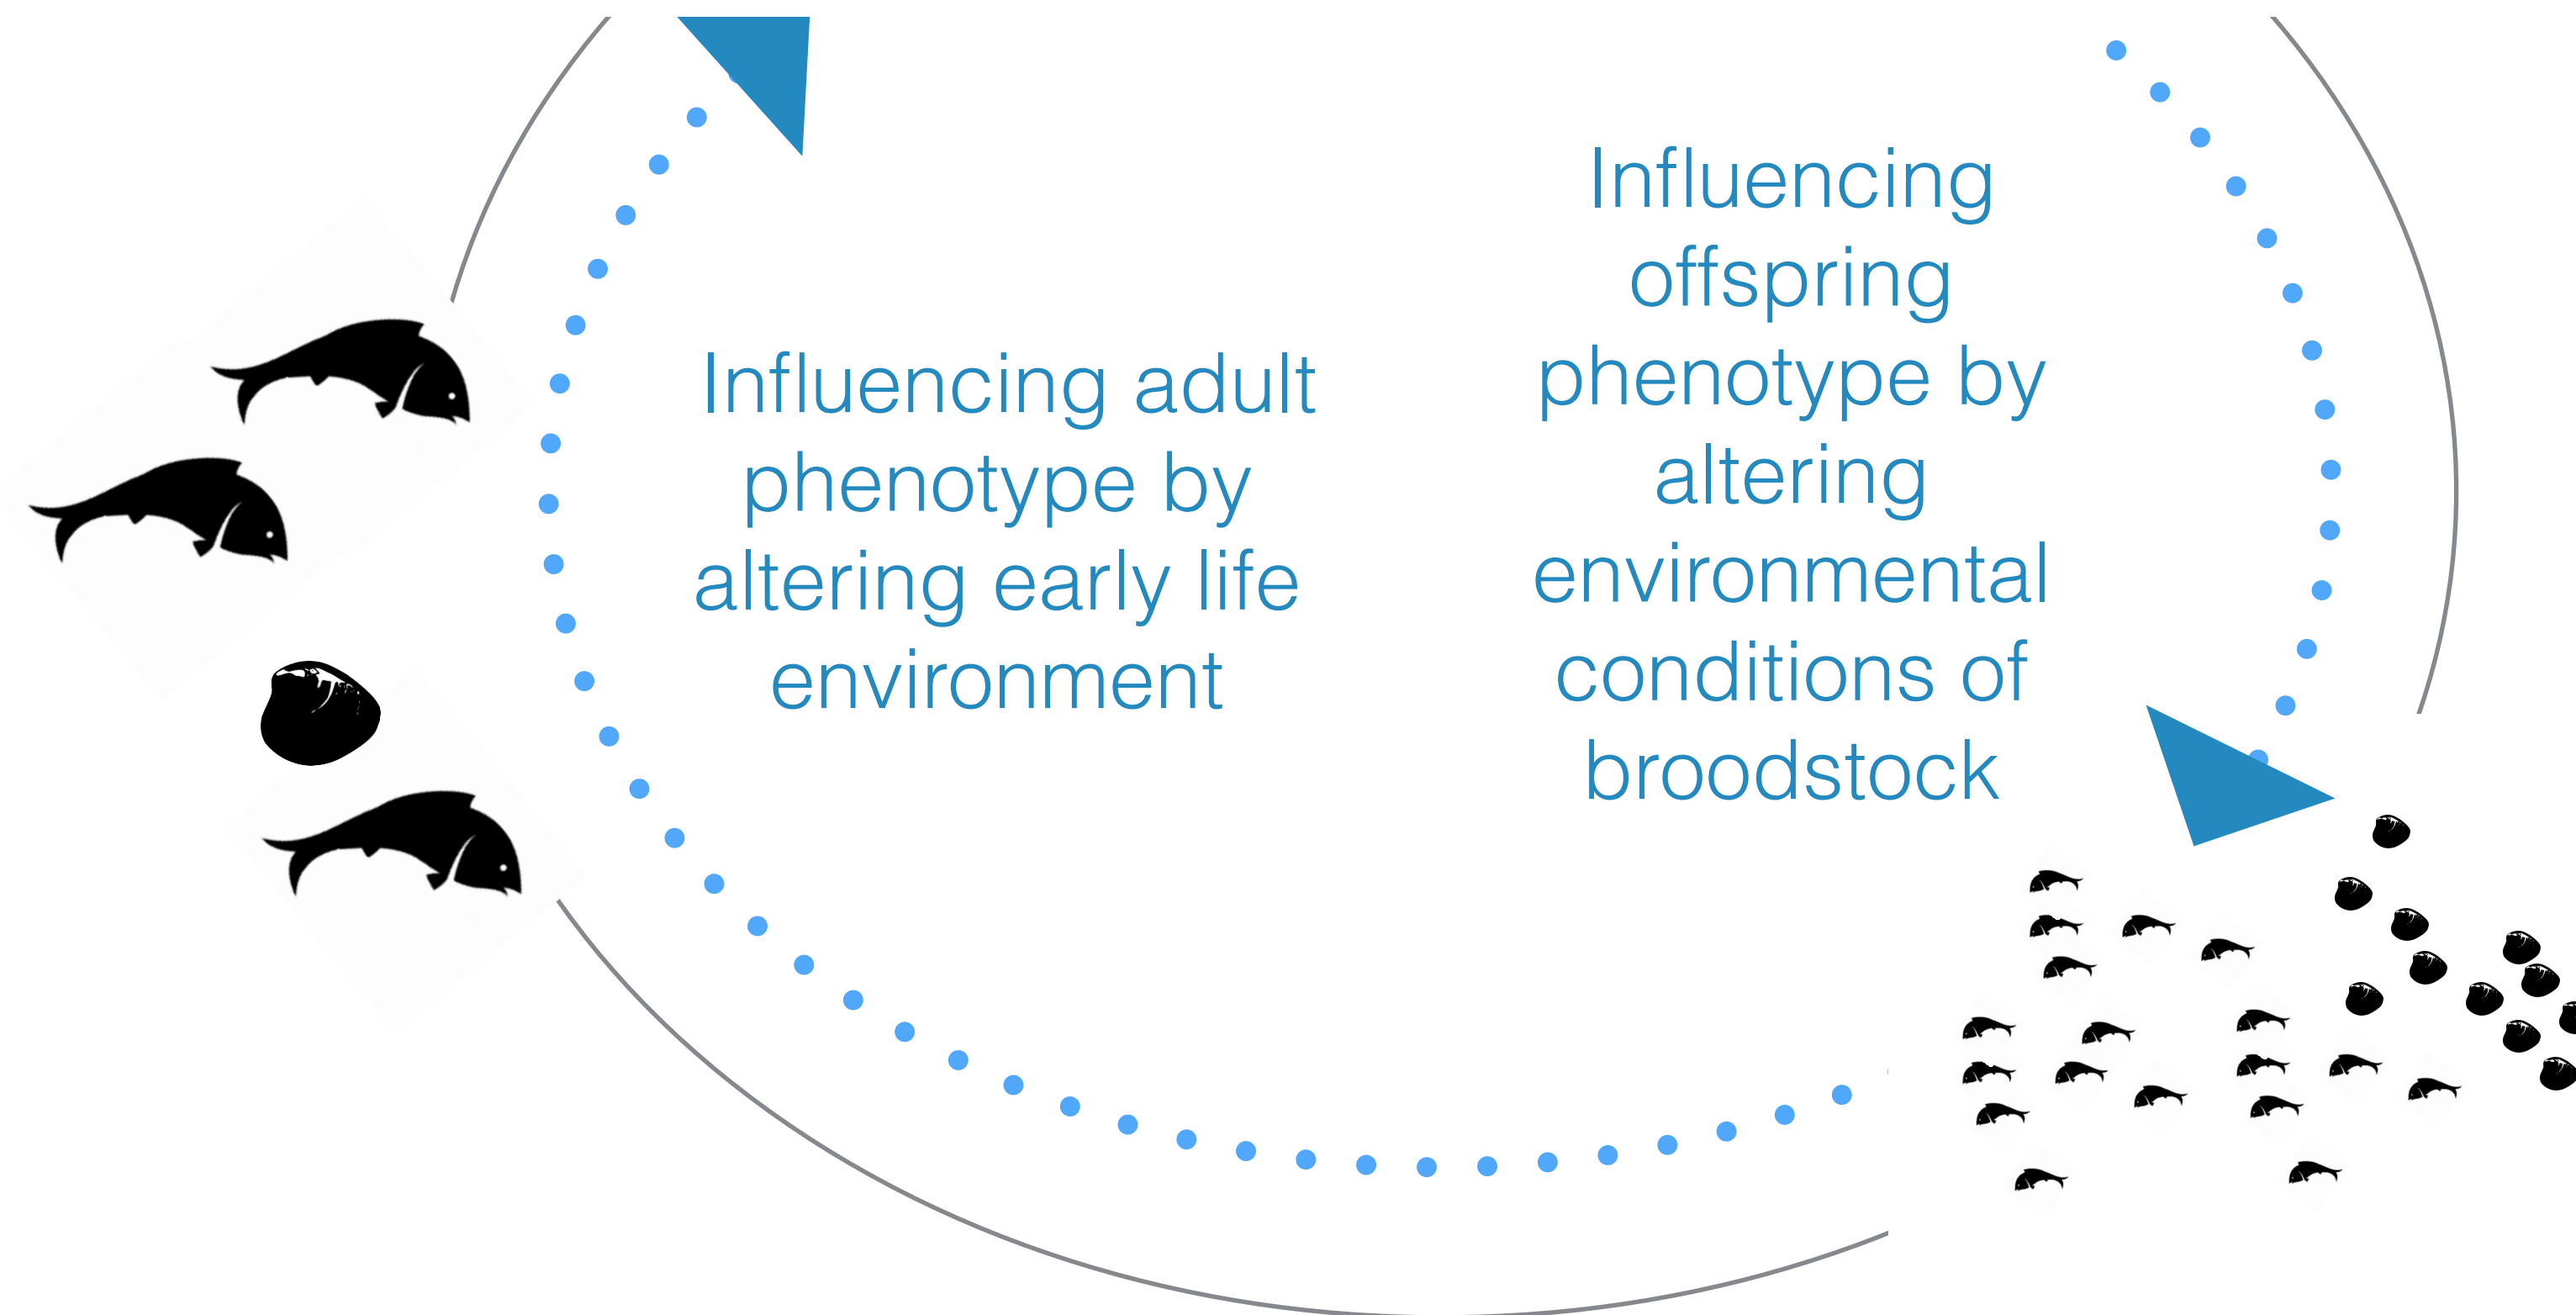 Influencing adult
phenotype by
altering early life
environment
Influencing
offspring
phenotype by
altering
environmental
conditions of
broodstock